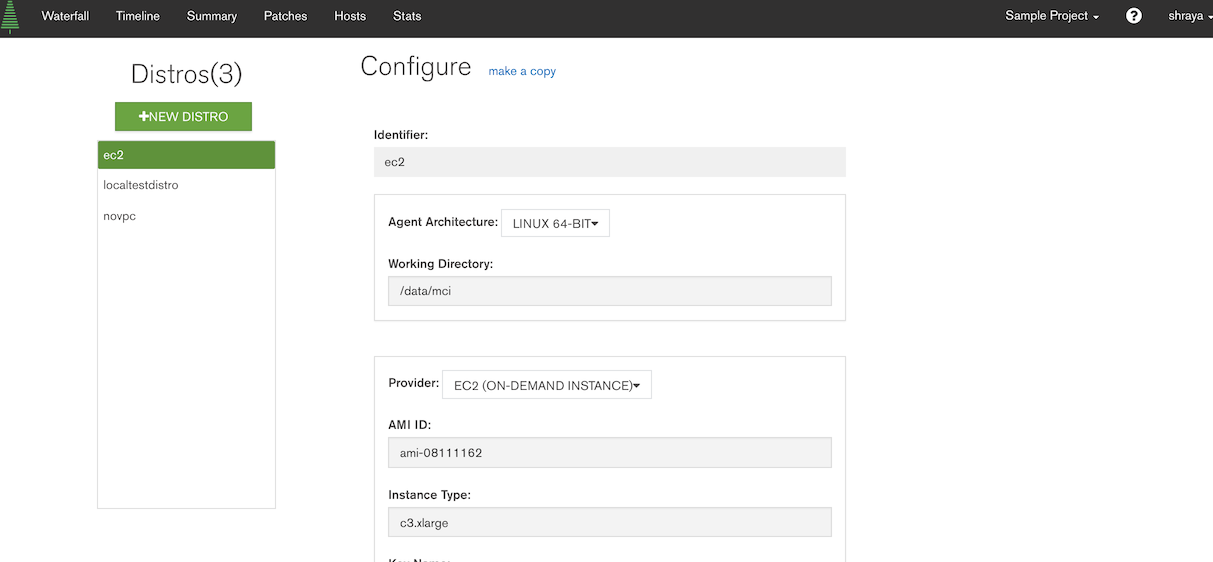 Waterfall Timeline Summary Patches Hosts Stats Sample Project ? shraya
Distros(3)
+NEW DISTRO
ec2
localtestdistro
novpc
Configure make a copy
Identifier:
ec2
Agent Architecture: LINUX 64-BIT
Working Directory:
/data/mci
Provider: EC2 (ON-DEMAND INSTANCE)
AMI ID:
ami-08111162
Instance Type:
c3.xlarge